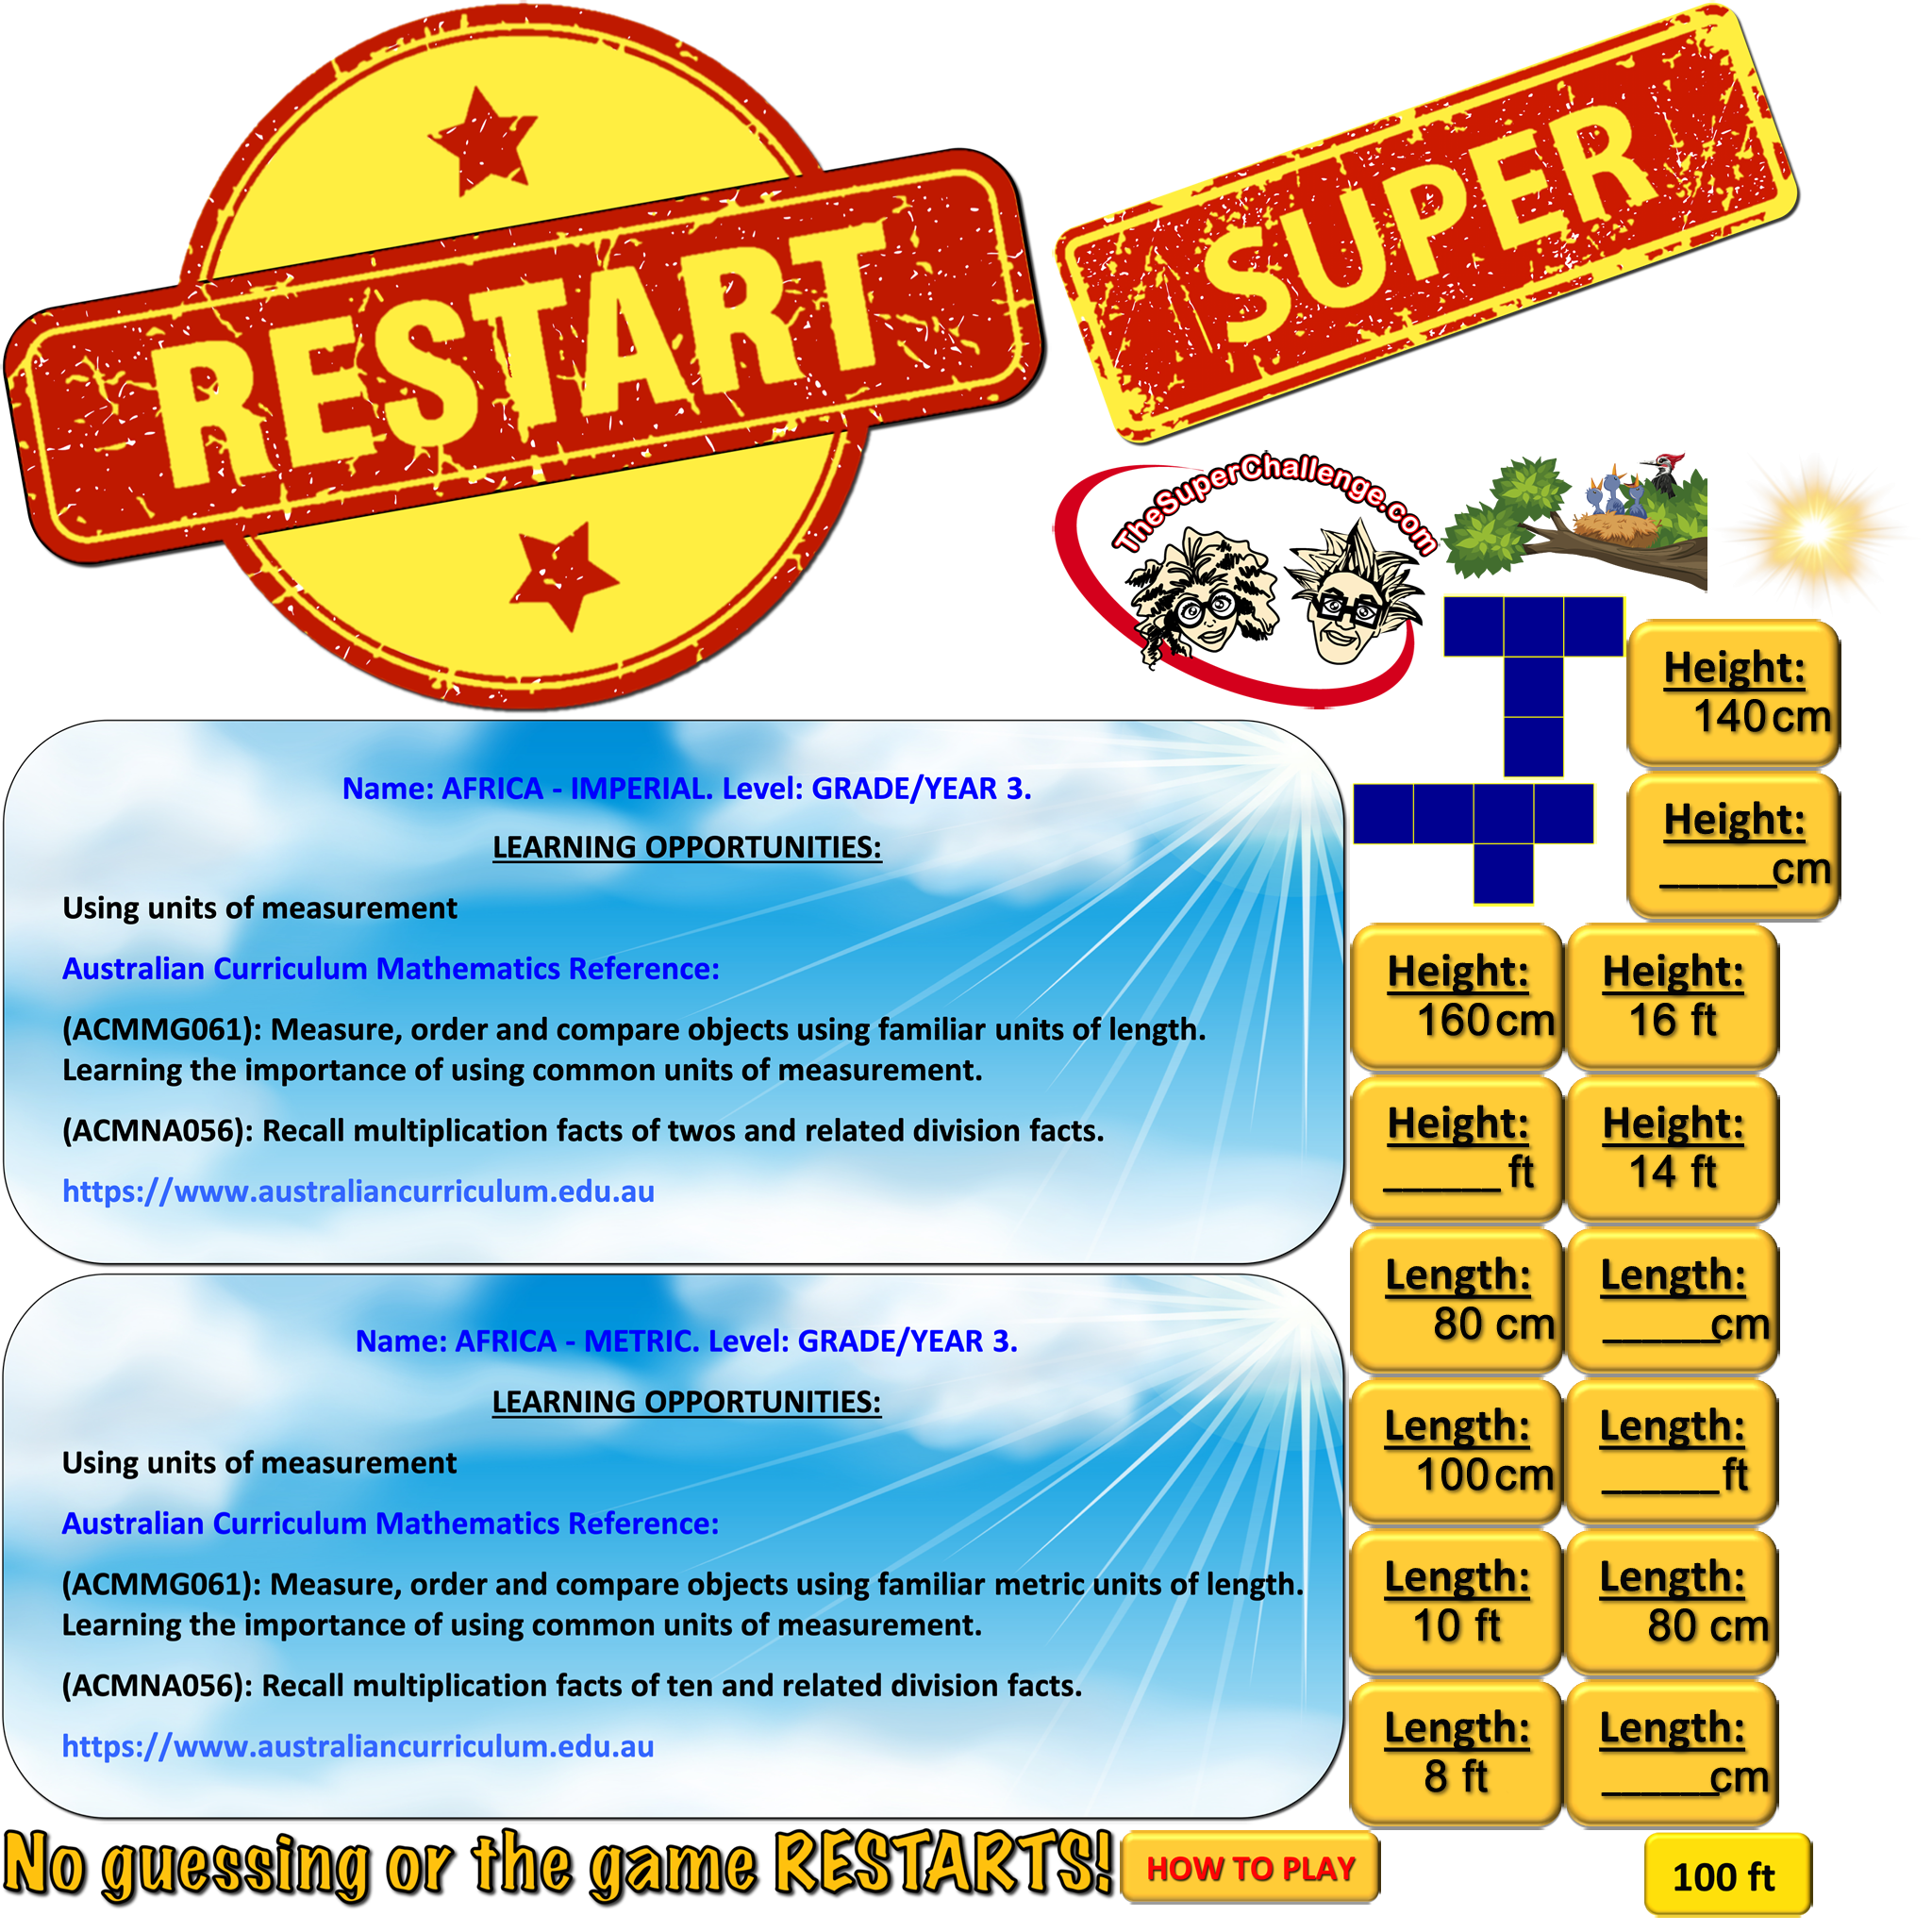 RESTART
SUPER
TheSuperChallenge.com
Height:
140 cm
Height:
______cm
Name: AFRICA - IMPERIAL. Level: GRADE/YEAR 3.
LEARNING OPPORTUNITIES:
Using units of measurement
Australian Curriculum Mathematics Reference:
(ACMMG061): Measure, order and compare objects using familiar units of length.
Learning the importance of using common units of measurement.
(ACMNA056): Recall multiplication facts of twos and related division facts.
https://www.australiancurriculum.edu.au
Height:
160 cm
Height:
16 ft
Height:
______ ft
Height:
14 ft
Length:
80 cm
Length:
______cm
Name: AFRICA - METRIC. Level: GRADE/YEAR 3.
LEARNING OPPORTUNITIES:
Using units of measurement
Australian Curriculum Mathematics Reference:
(ACMMG061): Measure, order and compare objects using familiar metric units of length.
Learning the importance of using common units of measurement.
(ACMNA056): Recall multiplication facts of ten and related division facts.
https://www.australiancurriculum.edu.au
Length:
100 cm
Length:
______ ft
Length:
10 ft
Length:
80 cm
Length:
8 ft
Length:
______cm
No guessing or the game RESTARTS!
HOW TO PLAY
100 ft